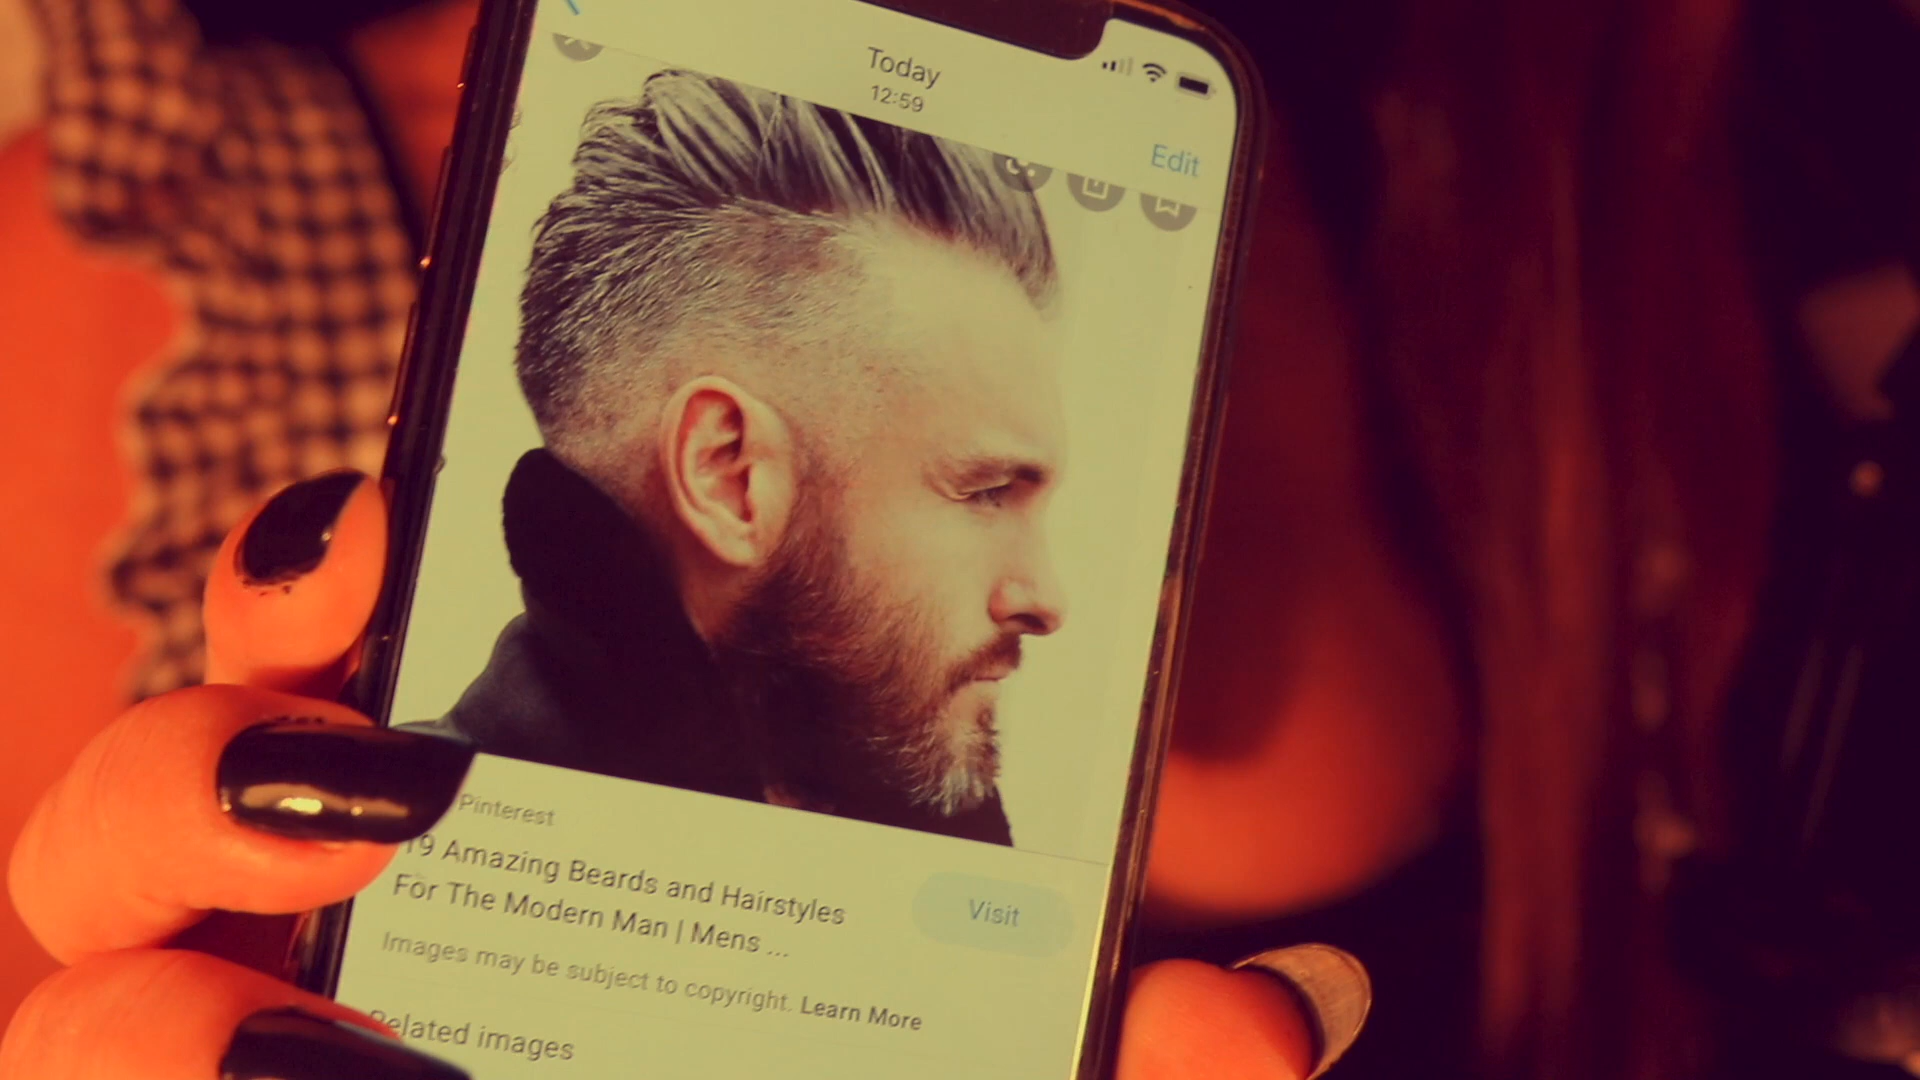 Today
12:59
Edit
Pinterest
19 Amazing Beards and Hairstyles
For The Modern Man | Mens ...
Visit
Images may be subject to copyright. Learn More
Related images